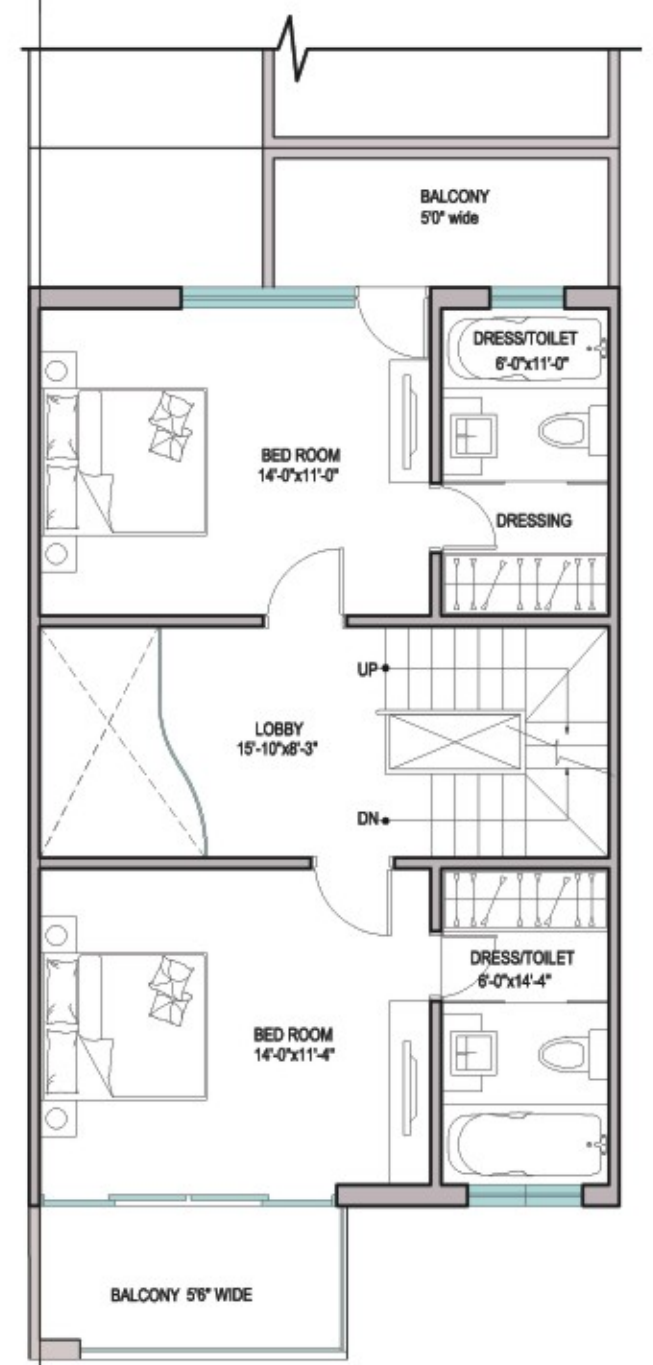 BALCONY
5'0" wide
DRESS/TOILET
6'-0"x11'-0"
BED ROOM
14'-0"x11'-0"
DRESSING
UP
LOBBY
15'-10"x8'-3"
DN
DRESS/TOILET
6'-0"x14'-4"
BED ROOM
14'-0"x11'-4"
BALCONY 5'6" WIDE